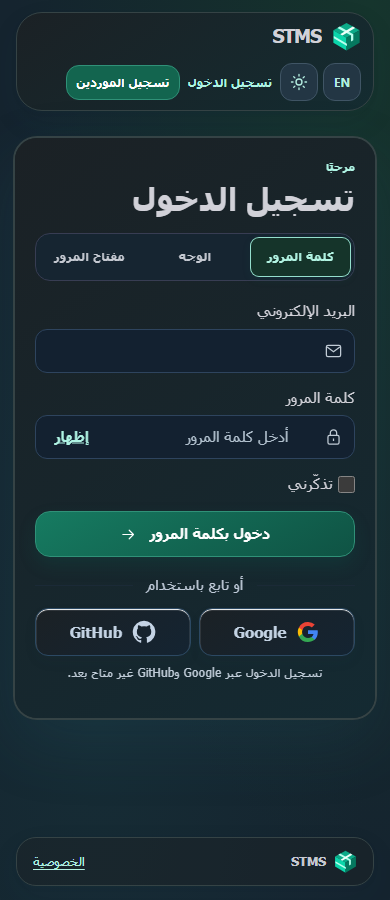 STMS
EN
تسجيل الدخول
تسجيل الموردين
مرحبًا
تسجيل الدخول
كلمة المرور
الوجه
مفتاح المرور
البريد الإلكتروني
كلمة المرور
أدخل كلمة المرور
إظهار
تذكّرني
دخول بكلمة المرور
أو تابع باستخدام
Google
GitHub
تسجيل الدخول عبر Google وGitHub غير متاح بعد.
STMS
الخصوصية